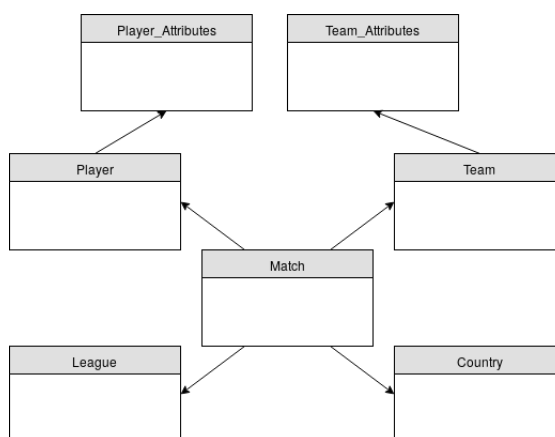 Player_Attributes
Team_Attributes
Player
Team
Match
League
Country